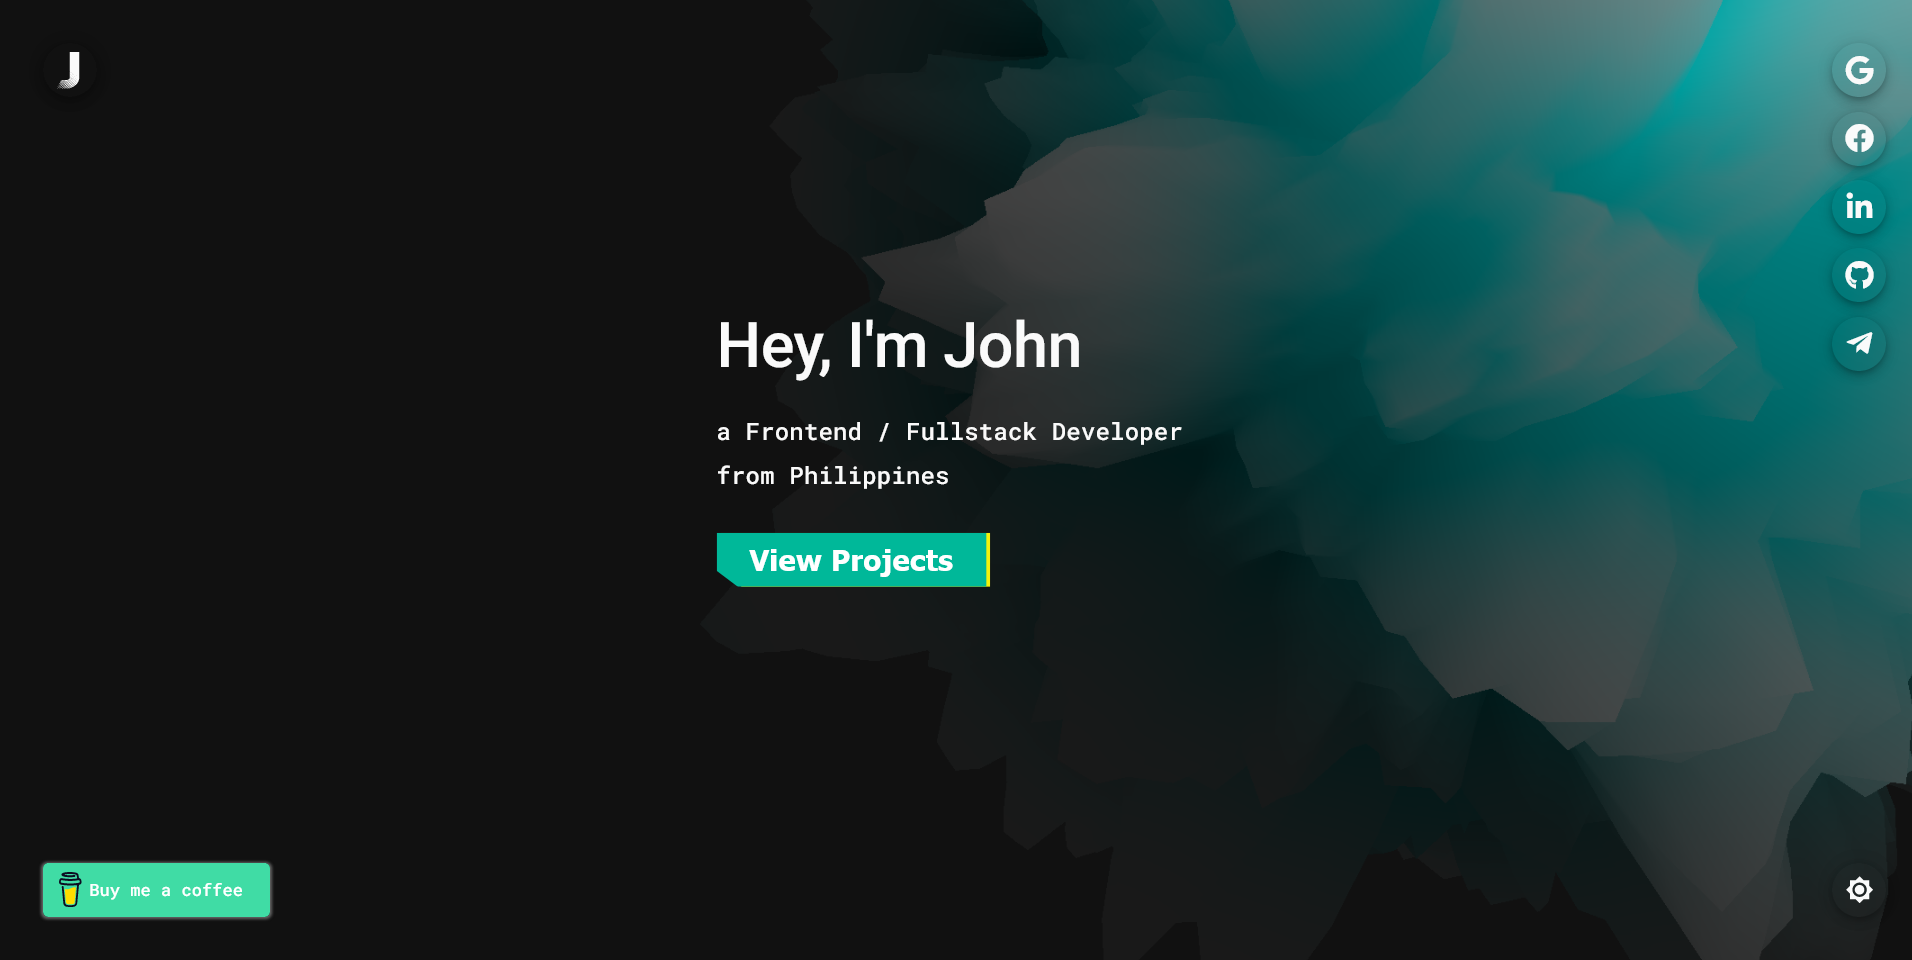 J
Hey, I'm John
a Frontend / Fullstack Developer
from Philippines
View Projects
Buy me a coffee